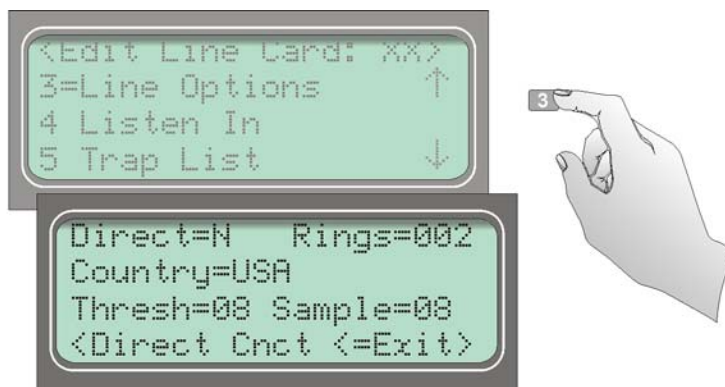 <Edit Line Card: XX>
3=Line Options ↑
4 Listen In
5 Trap List ↓
3
Direct=N Rings=002
Country=USA
Thresh=08 Sample=08
<Direct Cnct <=Exit>